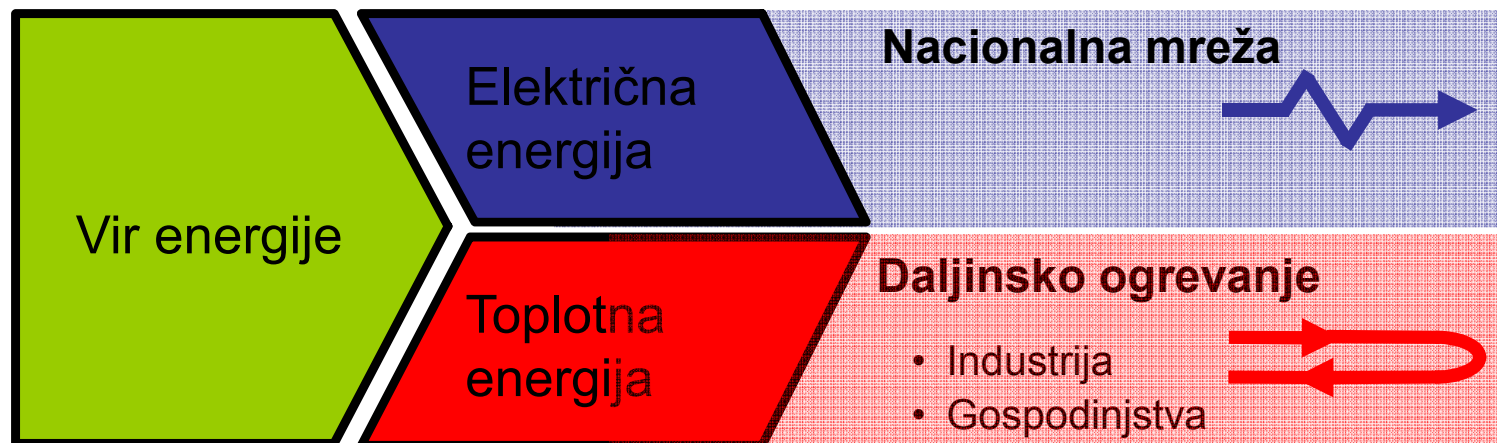 Vir energije
Električna
energija
Nacionalna mreža
Toplotna
energija
Daljinsko ogrevanje
• Industrija
• Gospodinjstva